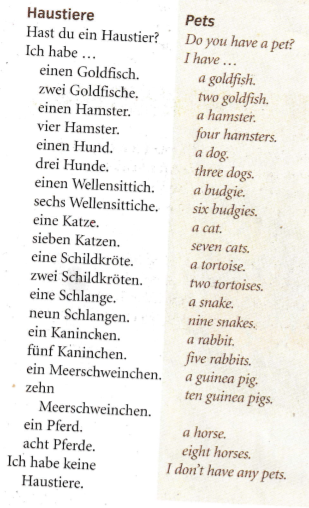 Haustiere
Hast du ein Haustier?
Ich habe …
einen Goldfisch.
zwei Goldfische.
einen Hamster.
vier Hamster.
einen Hund.
drei Hunde.
einen Wellensittich.
sechs Wellensittiche.
eine Katze.
sieben Katzen.
eine Schildkröte.
zwei Schildkröten.
eine Schlange.
neun Schlangen.
ein Kaninchen.
fünf Kaninchen.
ein Meerschweinchen.
zehn
Meerschweinchen.
ein Pferd.
acht Pferde.
Ich habe keine
Haustiere.
Pets
Do you have a pet?
I have …
a goldfish.
two goldfish.
a hamster.
four hamsters.
a dog.
three dogs.
a budgie.
six budgies.
a cat.
seven cats.
a tortoise.
two tortoises.
a snake.
nine snakes.
a rabbit.
five rabbits.
a guinea pig.
ten guinea pigs.
a horse.
eight horses.
I don't have any pets.